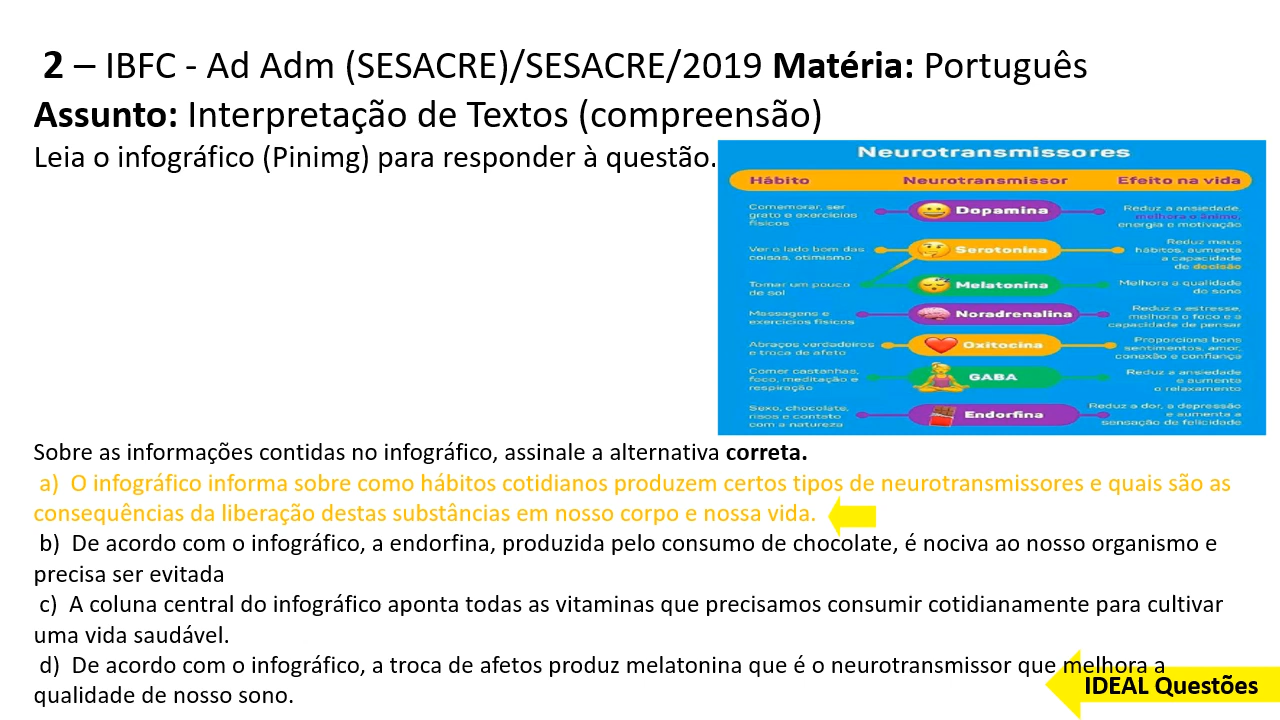 2 – IBFC - Ad Adm (SESACRE)/SESACRE/2019 Matéria: Português
Assunto: Interpretação de Textos (compreensão)
Leia o infográfico (Pinimg) para responder à questão.
Neurotransmissores
Hábito Neurotransmissor Efeito na vida
Comemorar, ser
grato e exercícios
físicos
Dopamina
Reduz a ansiedade,
melhora o ânimo,
energia e motivação
Ver o lado bom das
coisas, otimismo
Serotonina
Reduz maus
hábitos, aumenta
a capacidade
de decisão
Tomar um pouco
de sol
Melatonina
Melhora a qualidade
do sono
Massagens e
exercícios físicos
Noradrenalina
Reduz o estresse,
melhora o foco e a
capacidade de pensar
Abraços verdadeiros
e troca de afeto
Oxitocina
Proporciona bons
sentimentos, amor,
conexão e confiança
Comer castanhas,
foco, meditação e
respiração
GABA
Reduz a ansiedade
e aumenta
o relaxamento
Sexo, chocolate,
risos e contato
com a natureza
Endorfina
Reduz a dor, a depressão
e aumenta a
sensação de felicidade
Sobre as informações contidas no infográfico, assinale a alternativa correta.
a) O infográfico informa sobre como hábitos cotidianos produzem certos tipos de neurotransmissores e quais são as
consequências da liberação destas substâncias em nosso corpo e nossa vida.
b) De acordo com o infográfico, a endorfina, produzida pelo consumo de chocolate, é nociva ao nosso organismo e
precisa ser evitada
c) A coluna central do infográfico aponta todas as vitaminas que precisamos consumir cotidianamente para cultivar
uma vida saudável.
d) De acordo com o infográfico, a troca de afetos produz melatonina que é o neurotransmissor que melhora a
qualidade de nosso sono.
IDEAL Questões